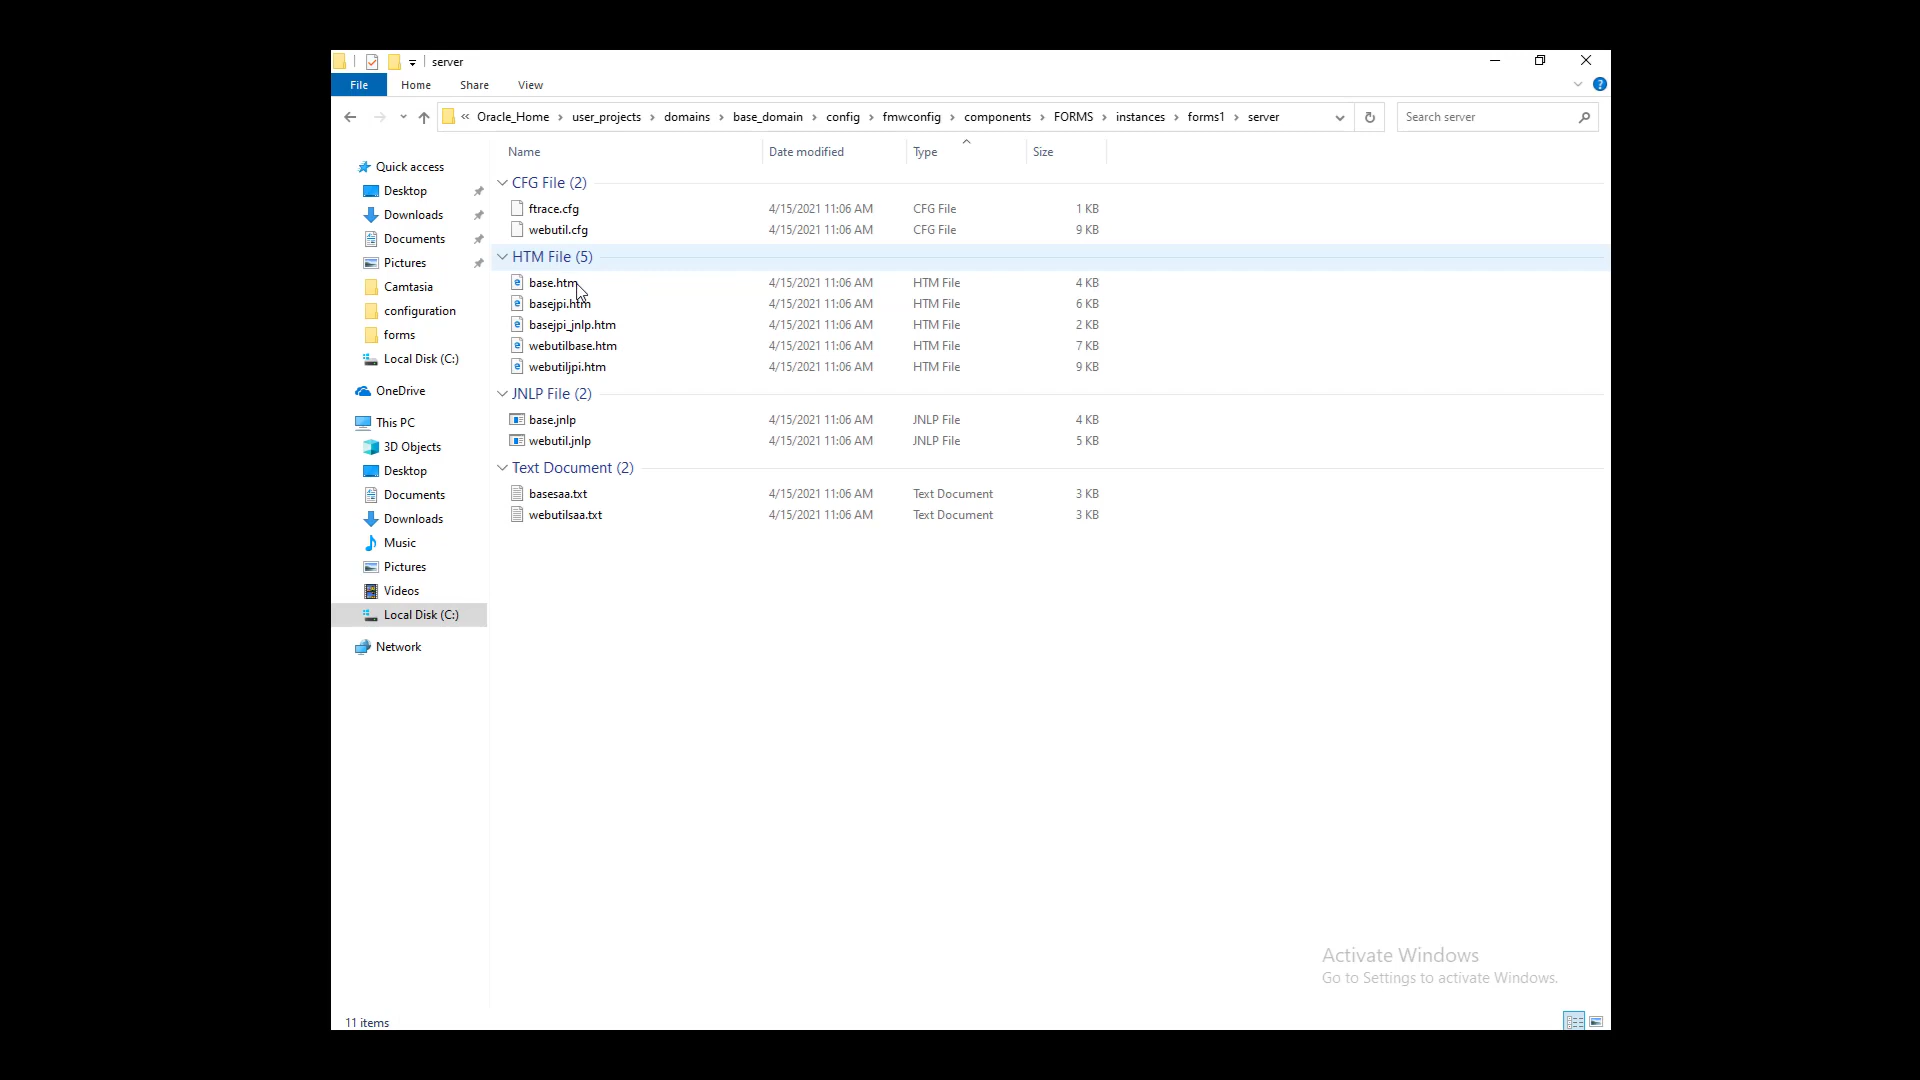 server
File Home Share View
« Oracle_Home › user_projects › domains › base_domain › config › fmwconfig › components › FORMS › instances › forms1 › server
Search server
Name Date modified Type Size
Quick access
Desktop
Downloads
Documents
Pictures
Camtasia
configuration
forms
Local Disk (C:)
OneDrive
This PC
3D Objects
Desktop
Documents
Downloads
Music
Pictures
Videos
Local Disk (C:)
Network
CFG File (2)
ftrace.cfg 4/15/2021 11:06 AM CFG File 1 KB
webutil.cfg 4/15/2021 11:06 AM CFG File 9 KB
HTM File (5)
base.htm 4/15/2021 11:06 AM HTM File 4 KB
basejpi.htm 4/15/2021 11:06 AM HTM File 6 KB
basejpi_jnlp.htm 4/15/2021 11:06 AM HTM File 2 KB
webutilbase.htm 4/15/2021 11:06 AM HTM File 7 KB
webutiljpi.htm 4/15/2021 11:06 AM HTM File 9 KB
JNLP File (2)
base.jnlp 4/15/2021 11:06 AM JNLP File 4 KB
webutil.jnlp 4/15/2021 11:06 AM JNLP File 5 KB
Text Document (2)
basesaa.txt 4/15/2021 11:06 AM Text Document 3 KB
webutilsaa.txt 4/15/2021 11:06 AM Text Document 3 KB
Activate Windows
Go to Settings to activate Windows.
11 items